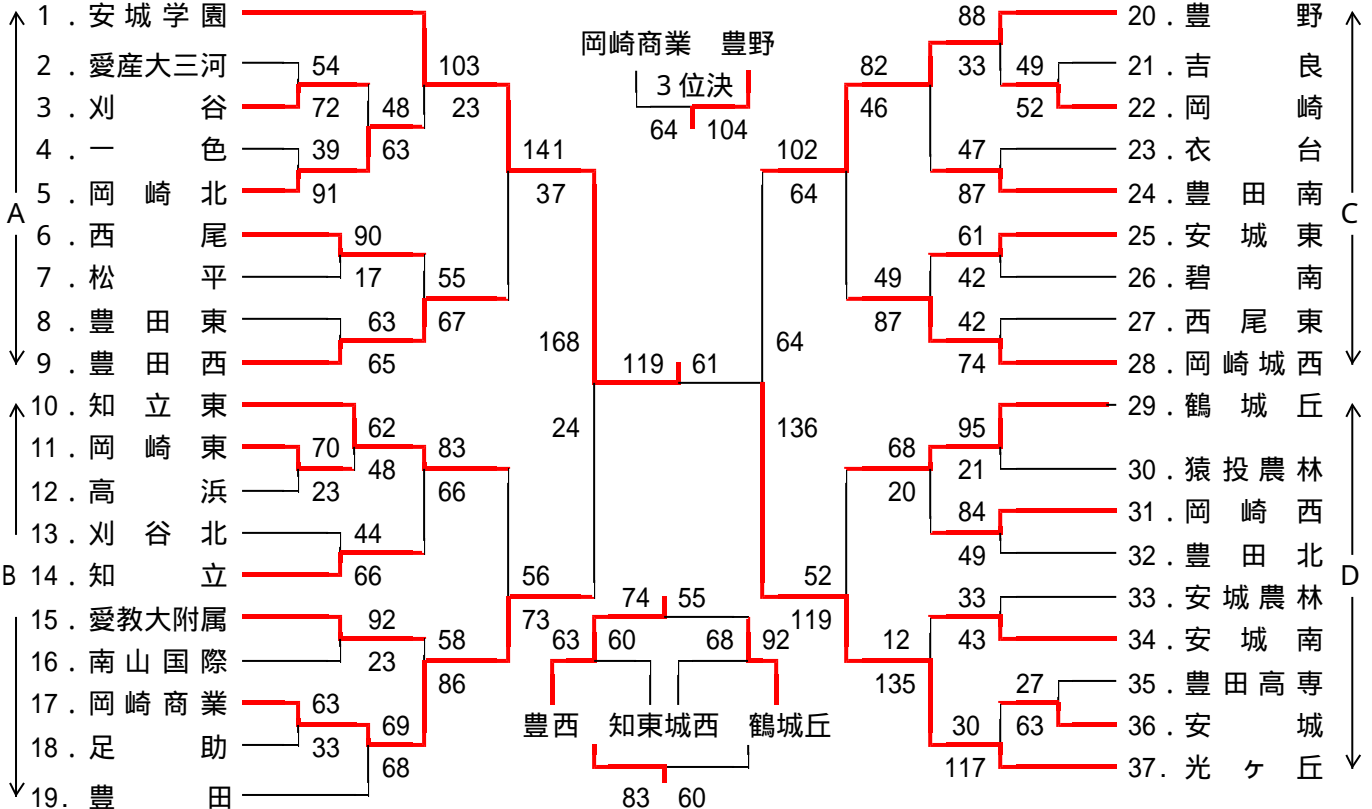 1．安城学園
2．愛産大三河
3．刈谷
4．一色
5．岡崎北
6．西尾
7．松平
8．豊田東
9．豊田西
10．知立東
11．岡崎東
12．高浜
13．刈谷北
14．知立
15．愛教大附属
16．南山国際
17．岡崎商業
18．足助
19．豊田
A
B
54
72
39
91
48
63
103
23
90
17
63
65
55
67
141
37
70
23
62
48
44
66
83
66
92
23
63
33
69
68
58
86
56
73
168
24
119 61
岡崎商業 豊野
３位決
64 104
74 55
63 60
68 92
豊西 知東城西 鶴城丘
83 60
64
136
102
64
52
119
82
46
49
87
68
20
12
135
88
33
49
52
47
87
61
42
42
74
95
21
84
49
33
43
27
63
30
117
20．豊野
21．吉良
22．岡崎
23．衣台
24．豊田南
25．安城東
26．碧南
27．西尾東
28．岡崎城西
29．鶴城丘
30．猿投農林
31．岡崎西
32．豊田北
33．安城農林
34．安城南
35．豊田高専
36．安城
37．光ヶ丘
C
D